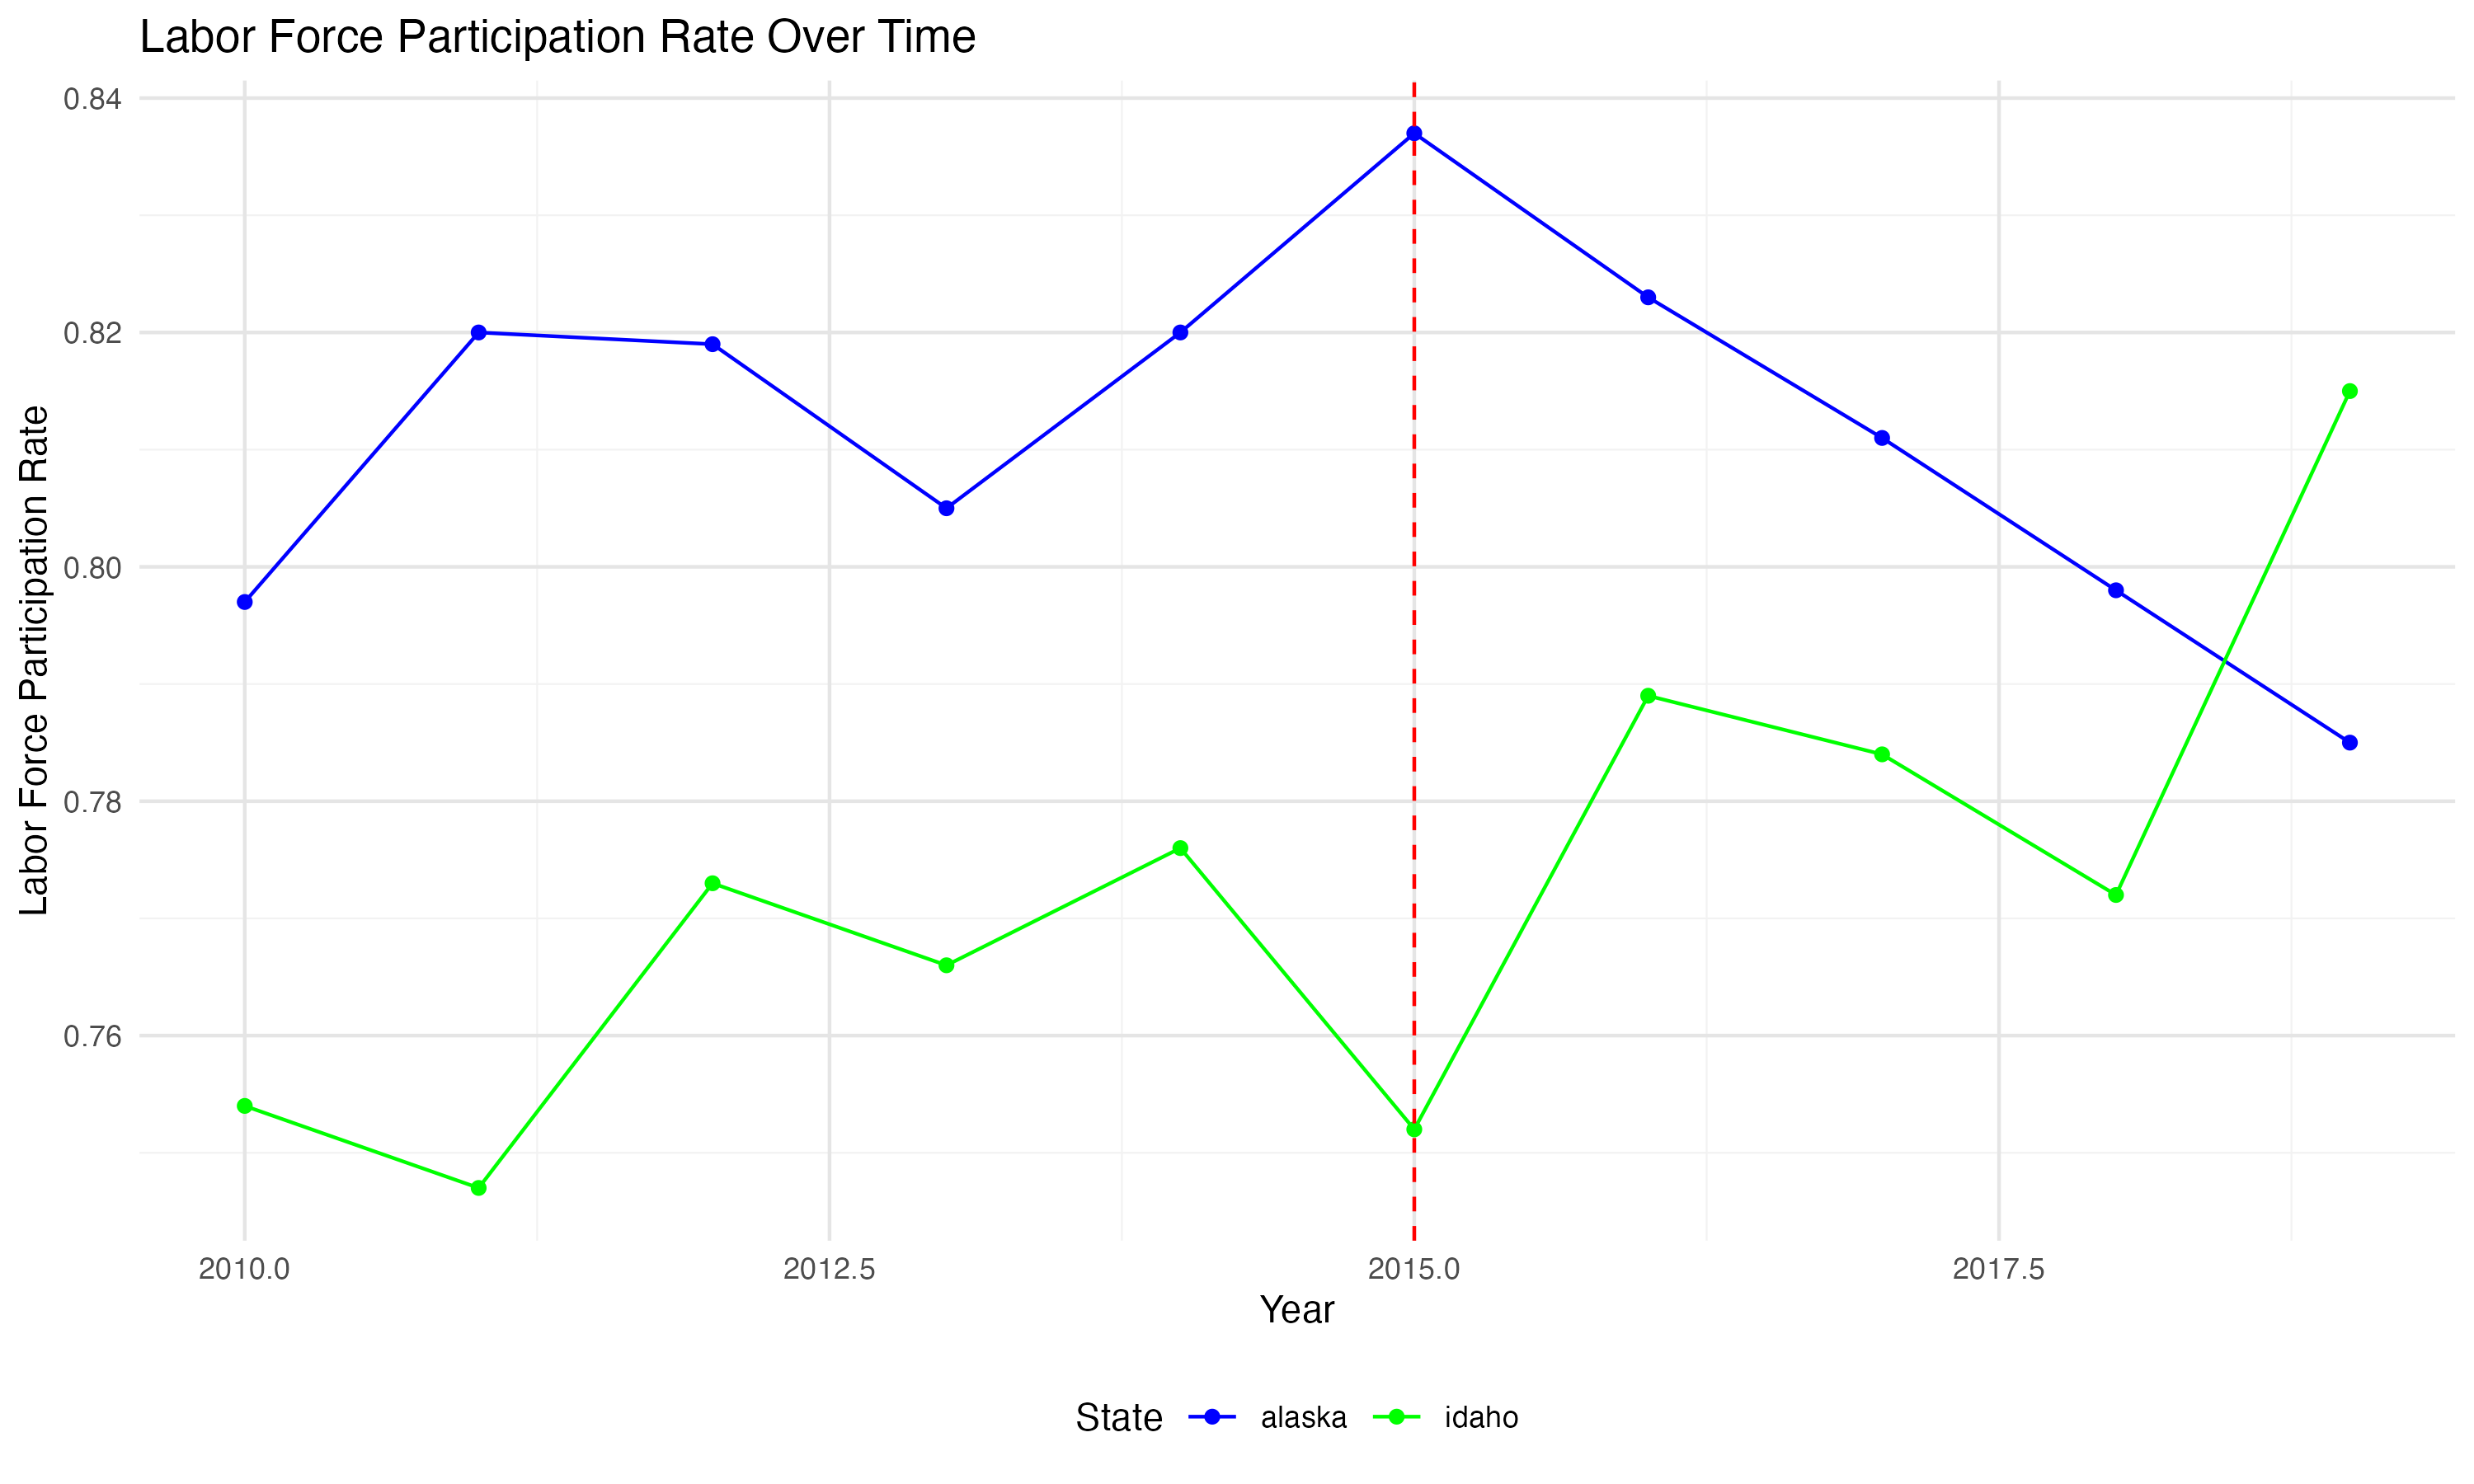 Labor Force Participation Rate Over Time
Labor Force Participation Rate
0.84
0.82
0.80
0.78
0.76
2010.0 2012.5 2015.0 2017.5
Year
State alaska idaho